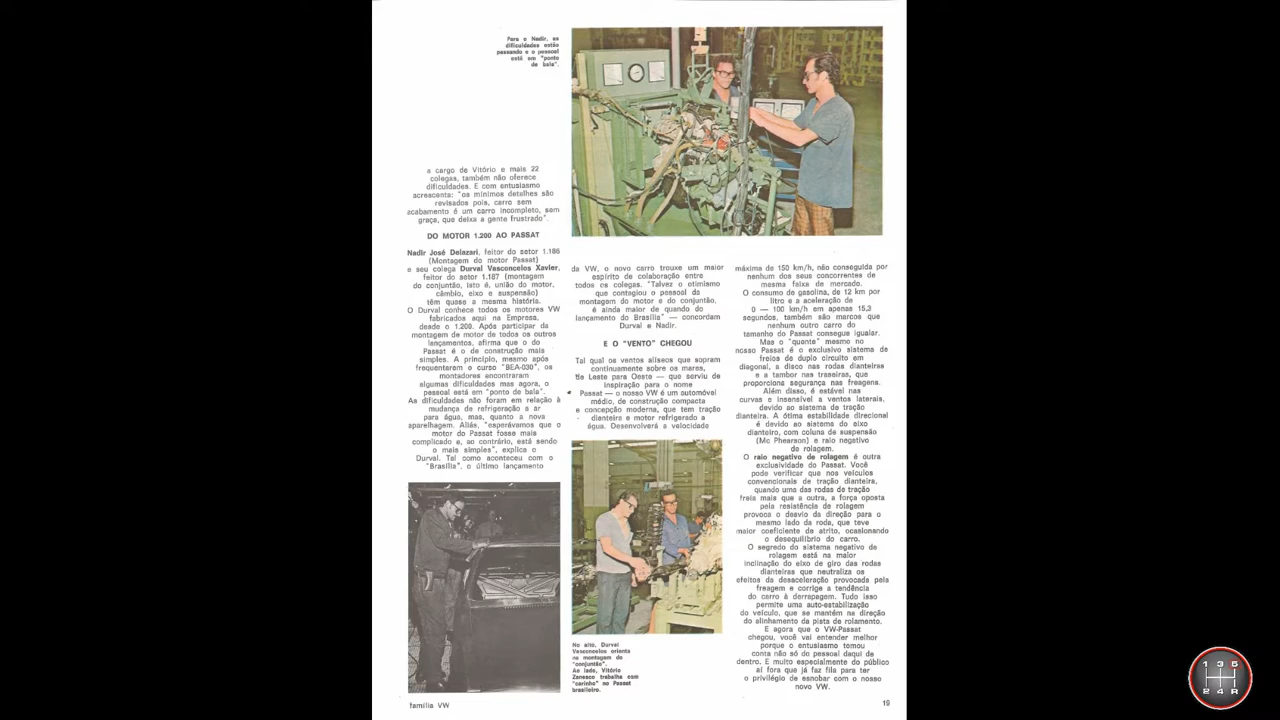 Para o Nadir, as
dificuldades estão
passando e o pessoal
está em "ponto
de bala".
a cargo de Vitório e mais 22
colegas, também não oferece
dificuldades. E com entusiasmo
acrescenta: "os mínimos detalhes são
revisados pois, carro sem
acabamento é um carro incompleto, sem
graça, que deixa a gente frustrado".
DO MOTOR 1.200 AO PASSAT
Nadir José Delazari, feitor do setor 1.186
(Montagem do motor Passat)
e seu colega Durval Vasconcelos Xavier,
feitor do setor 1.187 (montagem
do conjuntão, isto é, união do motor,
câmbio, eixo e suspensão)
têm quase a mesma história.
O Durval conhece todos os motores VW
fabricados aqui na Empresa,
desde o 1.200. Após participar da
montagem de motor de todos os outros
lançamentos, afirma que o do
Passat é o de construção mais
simples. A princípio, mesmo após
frequentarem o curso "BEA-030", os
montadores encontraram
algumas dificuldades mas agora, o
pessoal está em "ponto de bala".
As dificuldades não foram em relação à
mudança de refrigeração a ar
para água, mas, quanto a nova
aparelhagem. Aliás, "esperávamos que o
motor do Passat fosse mais
complicado e, ao contrário, está sendo
o mais simples", explica o
Durval. Tal como aconteceu com o
"Brasília", o último lançamento
da VW, o novo carro trouxe um maior
espírito de colaboração entre
todos os colegas. "Talvez o otimismo
que contagiou o pessoal da
montagem do motor e do conjuntão,
é ainda maior de quando do
lançamento do Brasília" — concordam
Durval e Nadir.
E O "VENTO" CHEGOU
Tal qual os ventos alíseos que sopram
continuamente sobre os mares,
de Leste para Oeste — que serviu de
inspiração para o nome
Passat — o nosso VW é um automóvel
médio, de construção compacta
e concepção moderna, que tem tração
dianteira e motor refrigerado a
água. Desenvolverá a velocidade
máxima de 150 km/h, não conseguida por
nenhum dos seus concorrentes de
mesma faixa de mercado.
O consumo de gasolina, de 12 km por
litro e a aceleração de
0 — 100 km/h em apenas 15,3
segundos, também são marcos que
nenhum outro carro do
tamanho do Passat consegue igualar.
Mas o "quente" mesmo no
nosso Passat é o exclusivo sistema de
freios de duplo circuito em
diagonal, a disco nas rodas dianteiras
e a tambor nas traseiras, que
proporciona segurança nas freagens.
Além disso, é estável nas
curvas e insensível a ventos laterais,
devido ao sistema de tração
dianteira. A ótima estabilidade direcional
é devido ao sistema do eixo
dianteiro, com coluna de suspensão
(Mc Phearson) e raio negativo
de rolagem.
O raio negativo de rolagem é outra
exclusividade do Passat. Você
pode verificar que nos veículos
convencionais de tração dianteira,
quando uma das rodas de tração
freia mais que a outra, a força oposta
pela resistência de rolagem
provoca o desvio da direção para o
mesmo lado da roda, que teve
maior coeficiente de atrito, ocasionando
o desequilíbrio do carro.
O segredo do sistema negativo de
rolagem está na maior
inclinação do eixo de giro das rodas
dianteiras que neutraliza os
efeitos da desaceleração provocada pela
freagem e corrige a tendência
do carro à derrapagem. Tudo isso
permite uma auto-estabilização
do veículo, que se mantém na direção
do alinhamento da pista de rolamento.
E agora que o VW-Passat
chegou, você vai entender melhor
porque o entusiasmo tomou
conta não só do pessoal daqui de
dentro. E muito especialmente do público
aí fora que já faz fila para ter
o privilégio de esnobar com o nosso
novo VW.
No alto, Durval
Vasconcelos orienta
na montagem do
"conjuntão".
Ao lado, Vitório
Zanesco trabalha com
"carinho" no Passat
brasileiro.
família VW
19
1 3 5
2 4 R